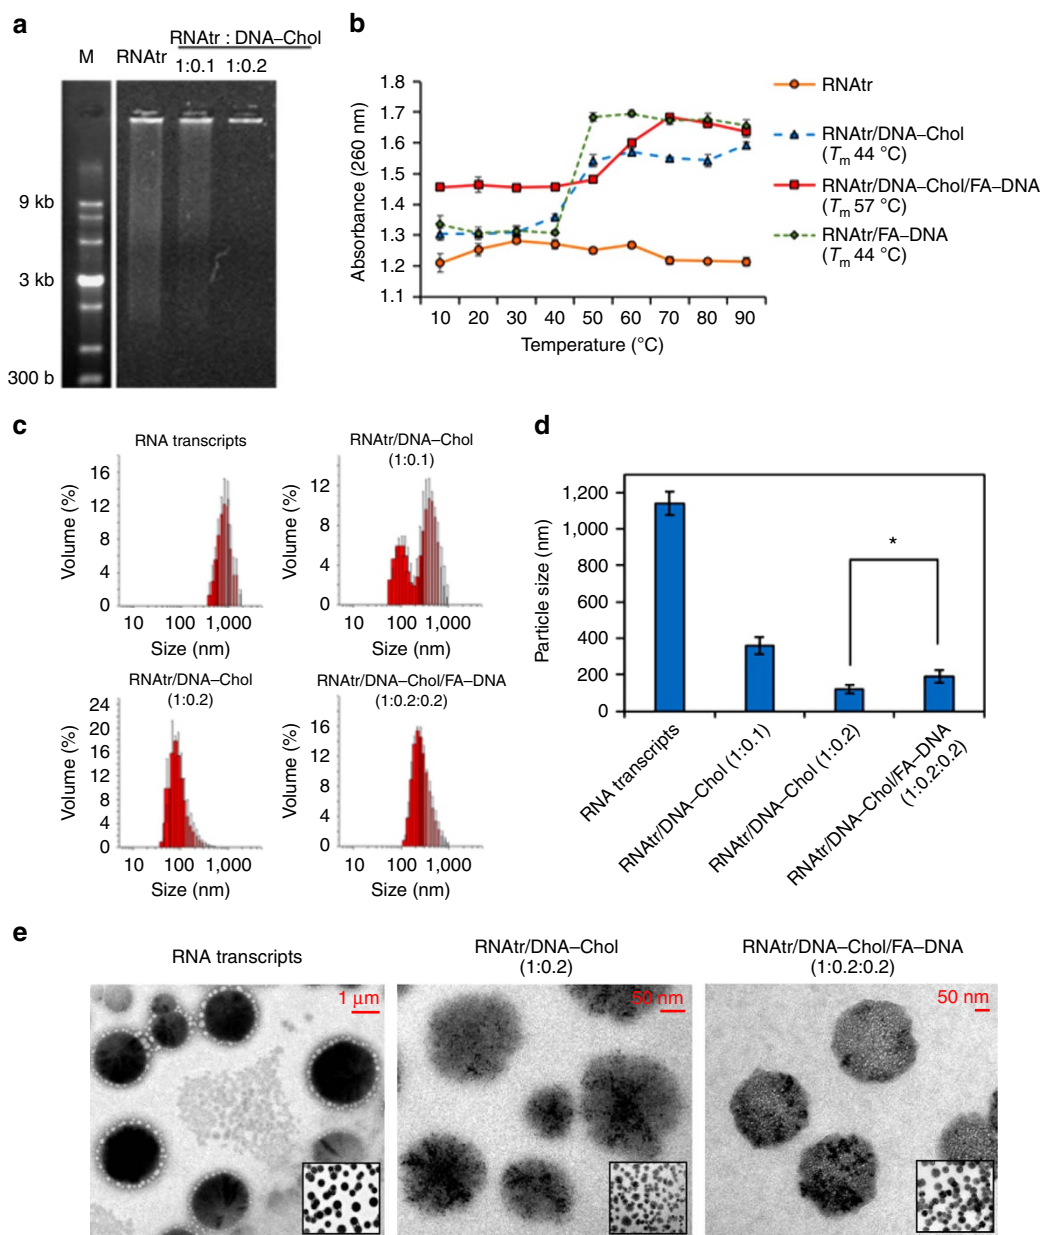 a
RNAtr : DNA–Chol
M
RNAtr
1:0.1
1:0.2
9 kb
3 kb
300 b
b
Absorbance (260 nm)
1.8
1.7
1.6
1.5
1.4
1.3
1.2
1.1
10 20 30 40 50 60 70 80 90
Temperature (°C)
RNAtr
RNAtr/DNA–Chol
(Tm 44 °C)
RNAtr/DNA–Chol/FA–DNA
(Tm 57 °C)
RNAtr/FA–DNA
(Tm 44 °C)
c
RNA transcripts
Volume (%)
16
12
8
4
0
10 100 1,000
Size (nm)
RNAtr/DNA–Chol
(1:0.1)
Volume (%)
12
8
4
0
10 100 1,000
Size (nm)
RNAtr/DNA–Chol
(1:0.2)
Volume (%)
24
20
16
12
8
4
0
10 100 1,000
Size (nm)
RNAtr/DNA–Chol/FA–DNA
(1:0.2:0.2)
Volume (%)
16
12
8
4
0
10 100 1,000
Size (nm)
d
Particle size (nm)
1,200
1,000
800
600
400
200
0
*
RNA transcripts
RNAtr/DNA–Chol (1:0.1)
RNAtr/DNA–Chol (1:0.2)
RNAtr/DNA–Chol/FA–DNA
(1:0.2:0.2)
e
RNA transcripts
1 μm
RNAtr/DNA–Chol
(1:0.2)
50 nm
RNAtr/DNA–Chol/FA–DNA
(1:0.2:0.2)
50 nm